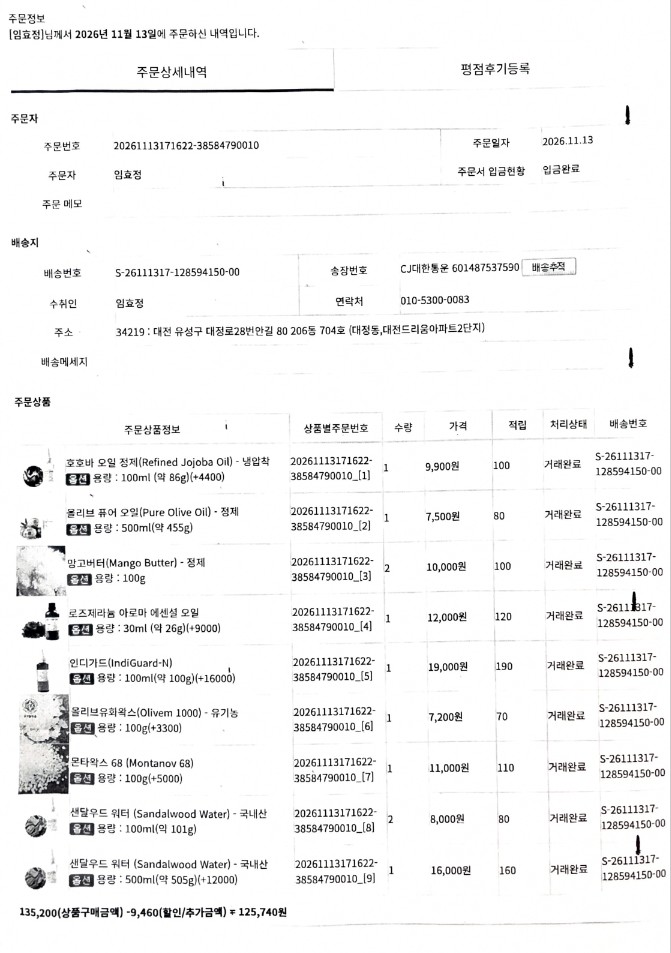 주문정보
[임효정]님께서 2026년 11월 13일에 주문하신 내역입니다.
주문상세내역 평점후기등록
주문자
주문번호 20261113171622-38584790010 주문일자 2026.11.13
주문자 임효정 주문서 입금현황 입금완료
주문 메모
배송지
배송번호 S-26111317-128594150-00 송장번호 CJ대한통운 601487537590 배송추적
수취인 임효정 연락처 010-5300-0083
주소 34219 : 대전 유성구 대정로28번안길 80 206동 704호 (대정동,대전드리움아파트2단지)
배송메세지
주문상품
주문상품정보 상품별주문번호 수량 가격 적립 처리상태 배송번호
호호바 오일 정제(Refined Jojoba Oil) - 냉압착 20261113171622- 1 9,900원 100 거래완료 S-26111317-
옵션 용량 : 100ml (약 86g)(+4400) 38584790010_[1] 128594150-00
올리브 퓨어 오일(Pure Olive Oil) - 정제 20261113171622- 1 7,500원 80 거래완료 S-26111317-
옵션 용량 : 500ml(약 455g) 38584790010_[2] 128594150-00
망고버터(Mango Butter) - 정제 20261113171622- 2 10,000원 100 거래완료 S-26111317-
옵션 용량 : 100g 38584790010_[3] 128594150-00
로즈제라늄 아로마 에센셜 오일 20261113171622- 1 12,000원 120 거래완료 S-26111317-
옵션 용량 : 30ml (약 26g)(+9000) 38584790010_[4] 128594150-00
인디가드(IndiGuard-N) 20261113171622- 1 19,000원 190 거래완료 S-26111317-
옵션 용량 : 100ml(약 100g)(+16000) 38584790010_[5] 128594150-00
올리브유화왁스(Olivem 1000) - 유기농 20261113171622- 1 7,200원 70 거래완료 S-26111317-
옵션 용량 : 100g(+3300) 38584790010_[6] 128594150-00
몬타왁스 68 (Montanov 68) 20261113171622- 1 11,000원 110 거래완료 S-26111317-
옵션 용량 : 100g(+5000) 38584790010_[7] 128594150-00
샌달우드 워터 (Sandalwood Water) - 국내산 20261113171622- 2 8,000원 80 거래완료 S-26111317-
옵션 용량 : 100ml(약 101g) 38584790010_[8] 128594150-00
샌달우드 워터 (Sandalwood Water) - 국내산 20261113171622- 1 16,000원 160 거래완료 S-26111317-
옵션 용량 : 500ml(약 505g)(+12000) 38584790010_[9] 128594150-00
135,200(상품구매금액) -9,460(할인/추가금액) = 125,740원